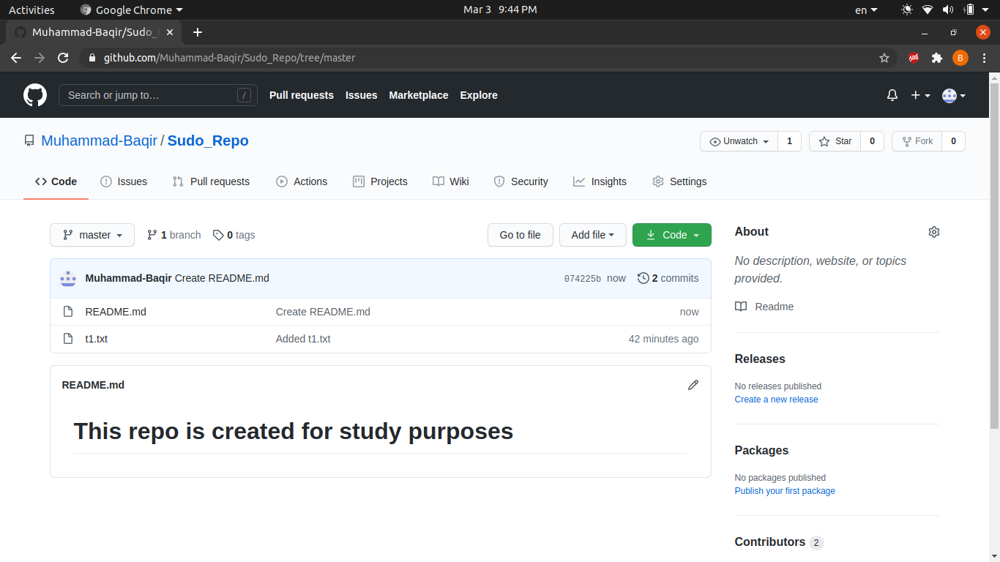 Activities Google Chrome Mar 3 9:44 PM en
Muhammad-Baqir/Sudo_
github.com/Muhammad-Baqir/Sudo_Repo/tree/master ADS B
Search or jump to… / Pull requests Issues Marketplace Explore
Muhammad-Baqir / Sudo_Repo Unwatch 1 Star 0 Fork 0
Code Issues Pull requests Actions Projects Wiki Security Insights Settings
master 1 branch 0 tags Go to file Add file Code
Muhammad-Baqir Create README.md 074225b now 2 commits
README.md Create README.md now
t1.txt Added t1.txt 42 minutes ago
README.md
This repo is created for study purposes
About
No description, website, or topics
provided.
Readme
Releases
No releases published
Create a new release
Packages
No packages published
Publish your first package
Contributors 2